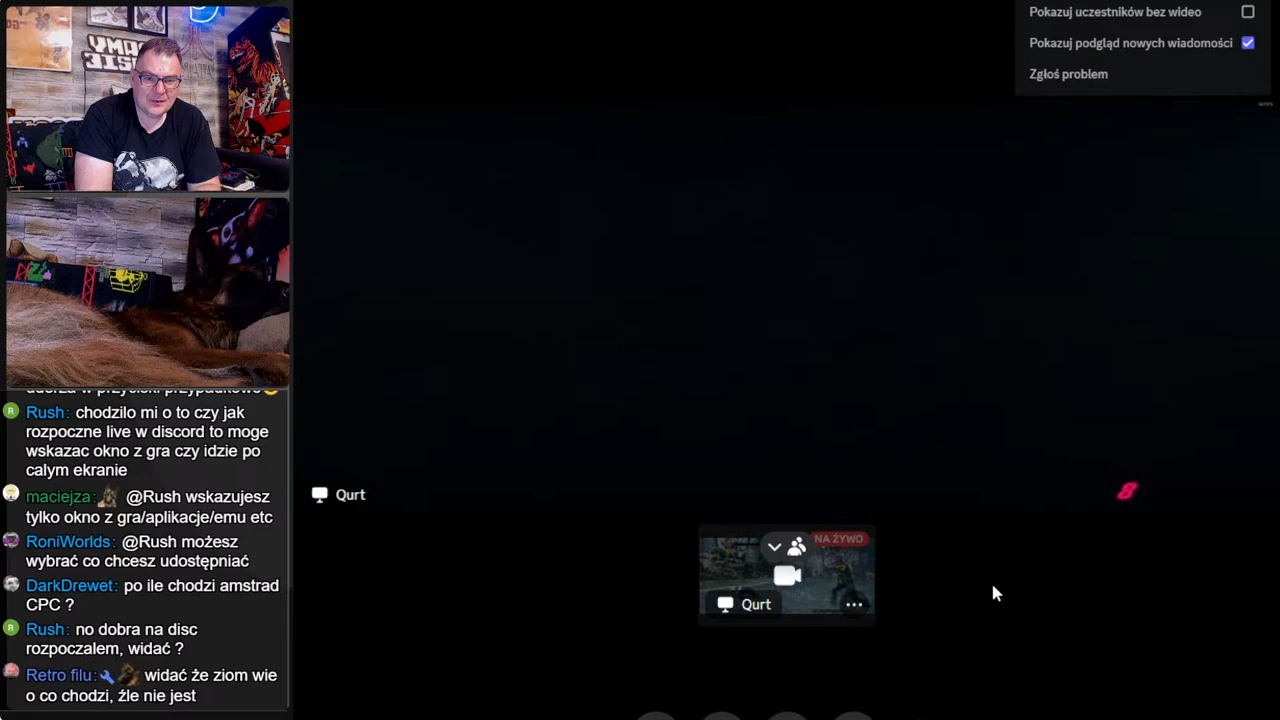 Pokazuj uczestników bez wideo
Pokazuj podgląd nowych wiadomości
Zgłoś problem
Rush: chodzilo mi o to czy jak
rozpoczne live w discord to moge
wskazac okno z gra czy idzie po
calym ekranie
maciejza: @Rush wskazujesz
tylko okno z gra/aplikacje/emu etc
RoniWorlds: @Rush możesz
wybrać co chcesz udostępniać
DarkDrewet: po ile chodzi amstrad
CPC ?
Rush: no dobra na disc
rozpoczalem, widać ?
Retro filu: widać że ziom wie
o co chodzi, źle nie jest
Qurt
8
NA ŻYWO
Qurt